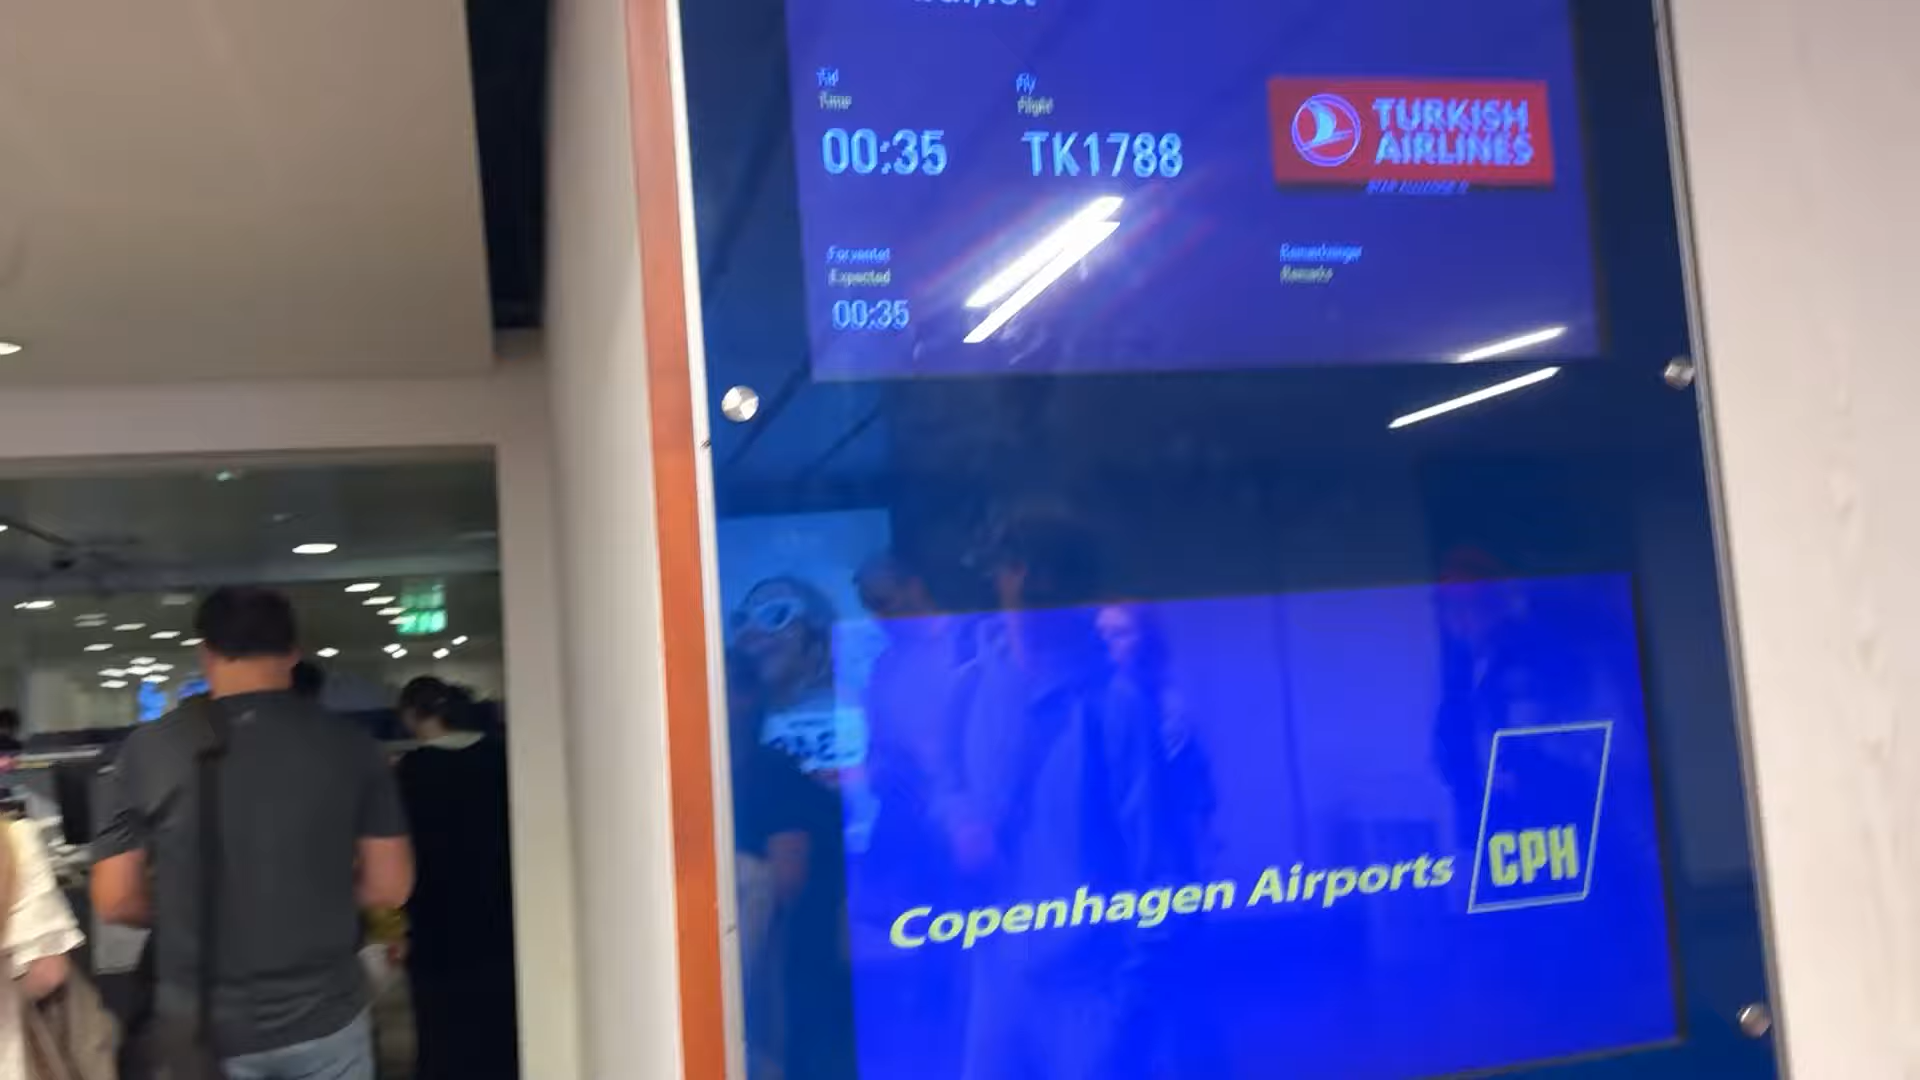 Tid
Time
Fly
Flight
00:35
TK1788
TURKISH
AIRLINES
Forventet
Expected
Bemærkninger
Remarks
00:35
Copenhagen Airports
CPH